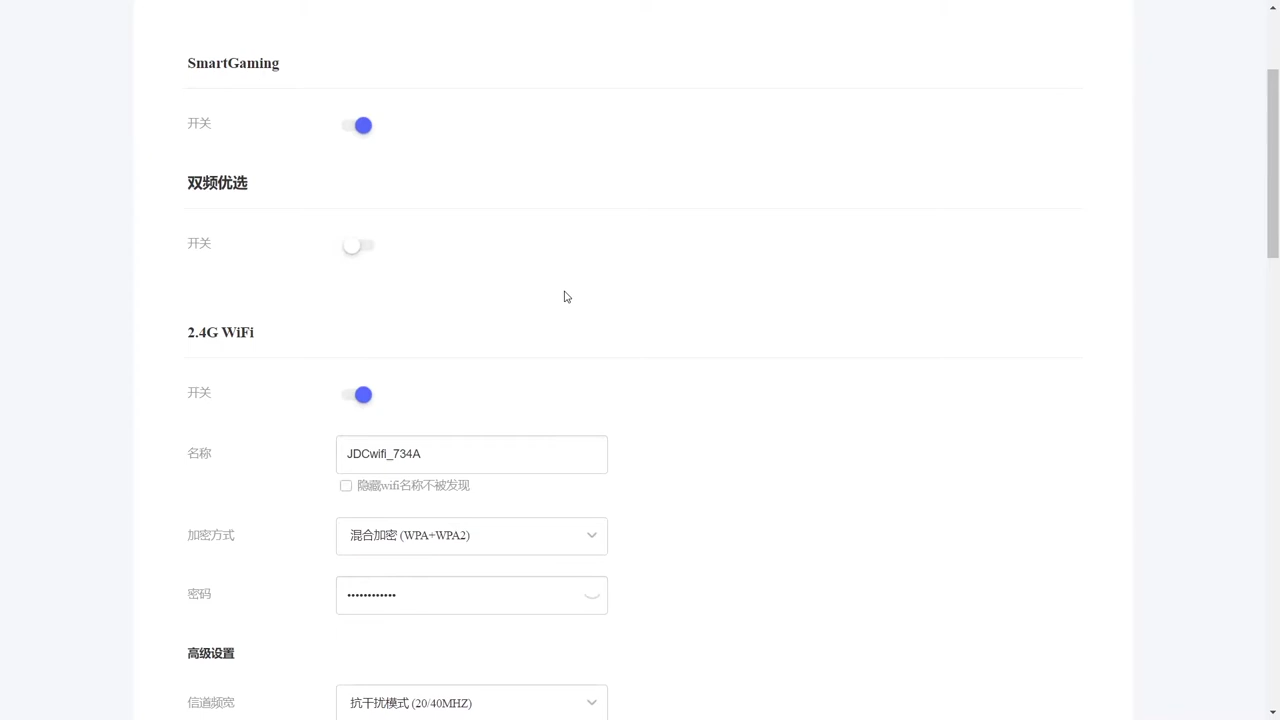 SmartGaming
开关
双频优选
开关
2.4G WiFi
开关
名称
JDCwifi_734A
隐藏wifi名称不被发现
加密方式
混合加密 (WPA+WPA2)
密码
••••••••••••
高级设置
信道频宽
抗干扰模式 (20/40MHZ)